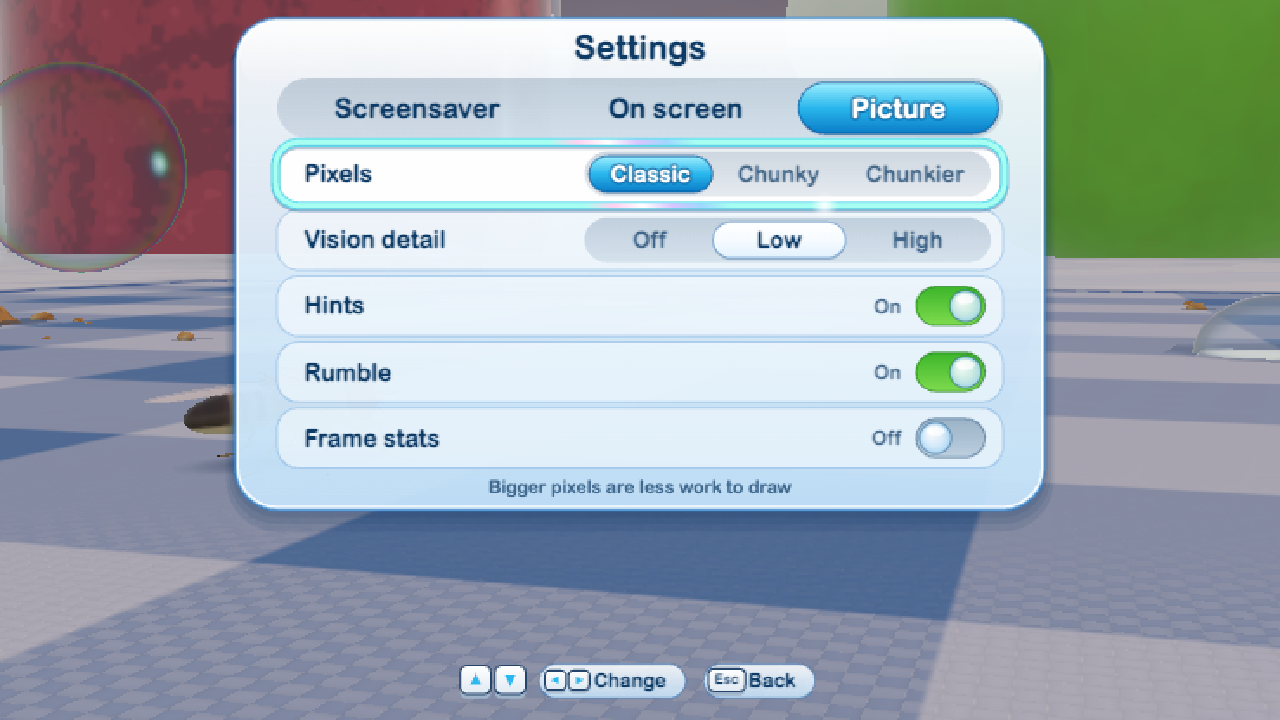 Settings
Screensaver On screen Picture
Pixels Classic Chunky Chunkier
Vision detail Off Low High
Hints On
Rumble On
Frame stats Off
Bigger pixels are less work to draw
Change Esc Back